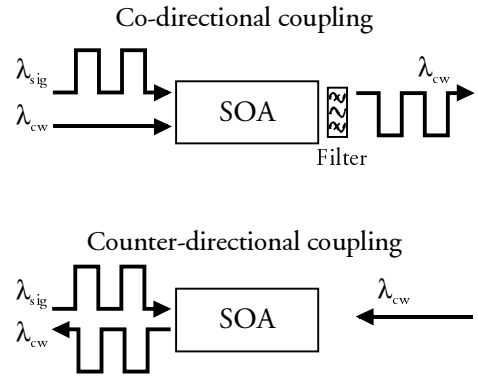 Co-directional coupling
λsig
λcw
SOA
Filter
λcw
Counter-directional coupling
λsig
λcw
SOA
λcw